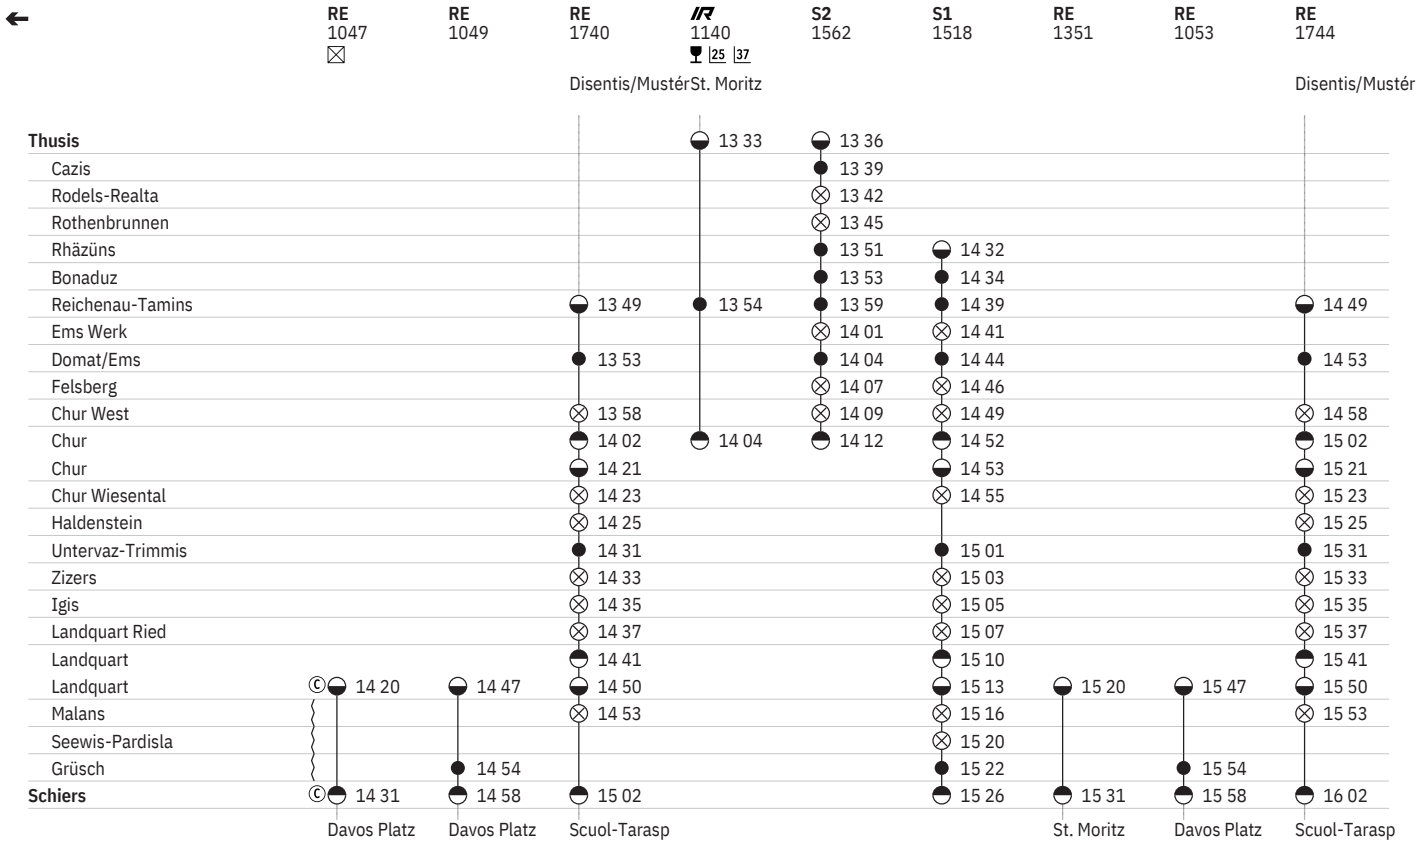 RE RE RE IR S2 S1 RE RE RE
1047 1049 1740 1140 1562 1518 1351 1053 1744
25 37
Disentis/Mustér St. Moritz Disentis/Mustér
Thusis 13 33 13 36
Cazis 13 39
Rodels-Realta 13 42
Rothenbrunnen 13 45
Rhäzüns 13 51 14 32
Bonaduz 13 53 14 34
Reichenau-Tamins 13 49 13 54 13 59 14 39 14 49
Ems Werk 14 01 14 41
Domat/Ems 13 53 14 04 14 44 14 53
Felsberg 14 07 14 46
Chur West 13 58 14 09 14 49 14 58
Chur 14 02 14 04 14 12 14 52 15 02
Chur 14 21 14 53 15 21
Chur Wiesental 14 23 14 55 15 23
Haldenstein 14 25 15 25
Untervaz-Trimmis 14 31 15 01 15 31
Zizers 14 33 15 03 15 33
Igis 14 35 15 05 15 35
Landquart Ried 14 37 15 07 15 37
Landquart 14 41 15 10 15 41
Landquart C 14 20 14 47 14 50 15 13 15 20 15 47 15 50
Malans 14 53 15 16 15 53
Seewis-Pardisla 15 20
Grüsch 14 54 15 22 15 54
Schiers C 14 31 14 58 15 02 15 26 15 31 15 58 16 02
Davos Platz Davos Platz Scuol-Tarasp St. Moritz Davos Platz Scuol-Tarasp